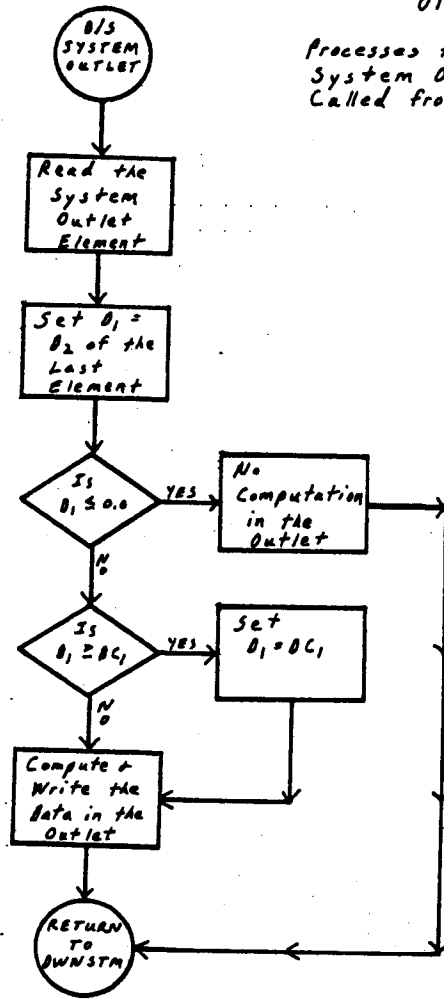 D/S
SYSTEM
OUTLET
Processes
System
Called fro
Read the
System
Outlet
Element
Set D₁ =
D₂ of the
Last
Element
Is
D₁ ≤ 0.0
YES
No
Computation
in the
Outlet
NO
Is
D₁ ≥ DC₁
YES
Set
D₁ = DC₁
NO
Compute +
Write the
Data in the
Outlet
RETURN
TO
DWNSTM